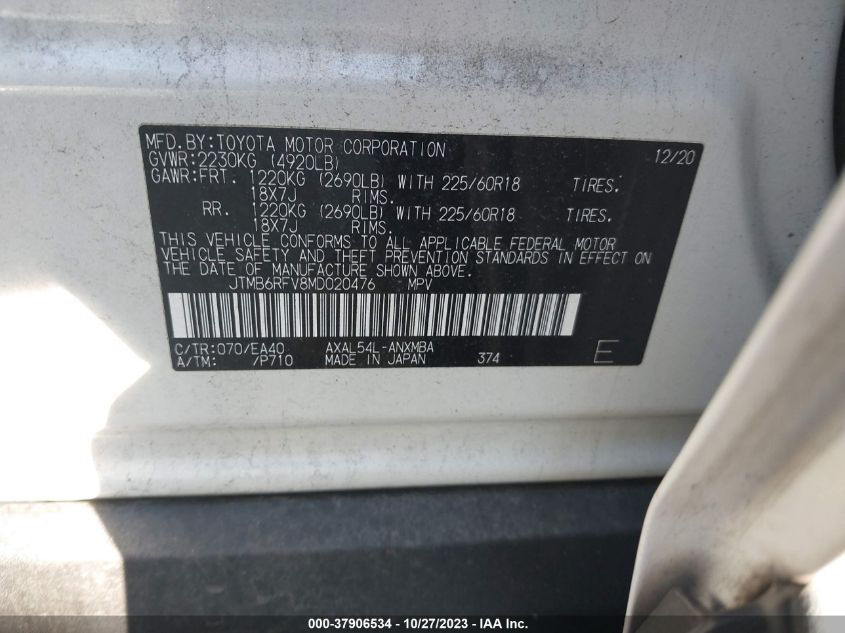 MFD.BY:TOYOTA MOTOR CORPORATION 12/20
GVWR:2230KG (4920LB)
GAWR:FRT. 1220KG (2690LB) WITH 225/60R18 TIRES.
18X7J RIMS.
RR. 1220KG (2690LB) WITH 225/60R18 TIRES.
18X7J RIMS.
THIS VEHICLE CONFORMS TO ALL APPLICABLE FEDERAL MOTOR
VEHICLE SAFETY AND THEFT PREVENTION STANDARDS IN EFFECT ON
THE DATE OF MANUFACTURE SHOWN ABOVE.
JTMB6RFV8MD020476 MPV
C/TR:070/EA40 AXAL54L-ANXMBA
A/TM: /P710 MADE IN JAPAN 374 E
000-37906534 - 10/27/2023 - IAA, Inc.